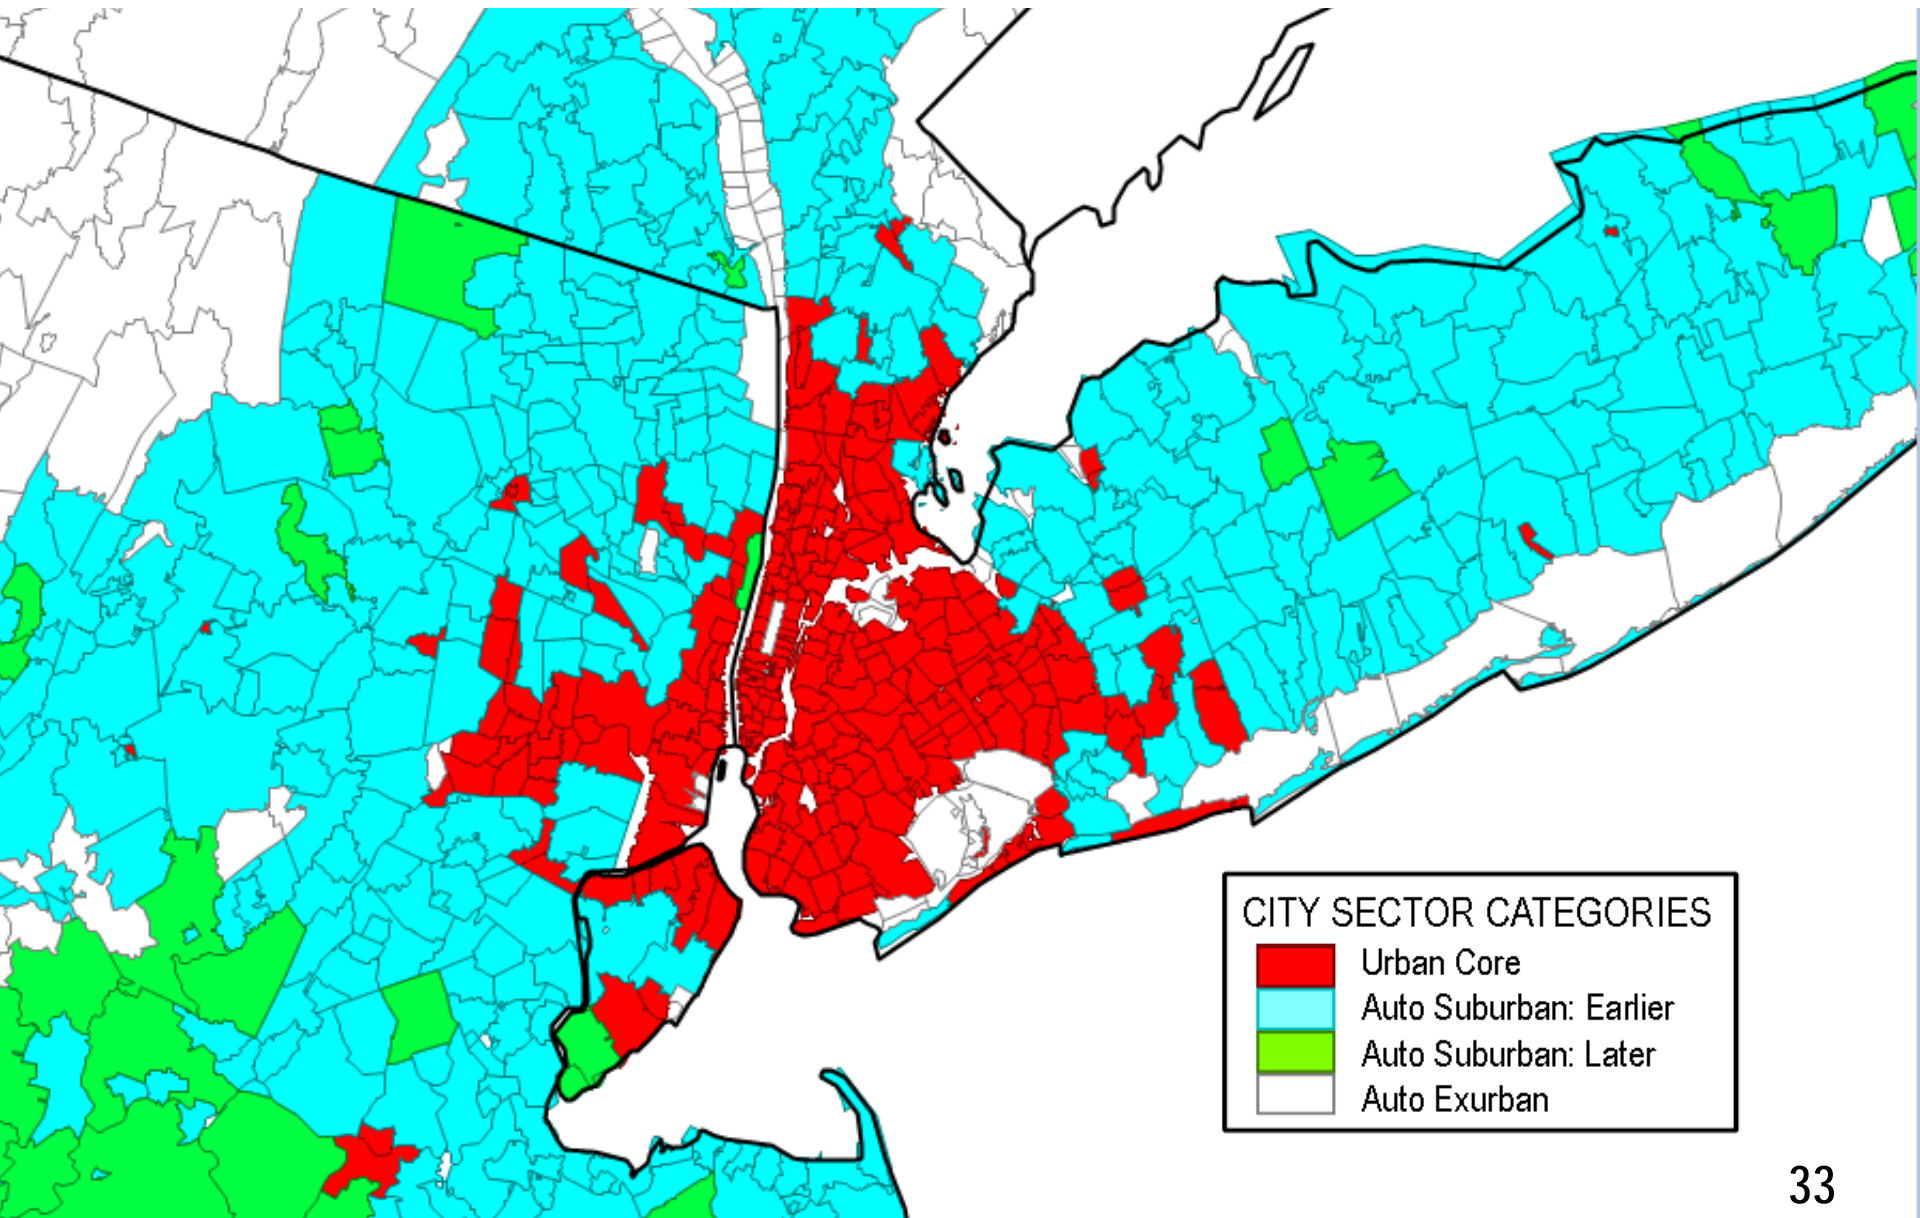 CITY SECTOR CATEGORIES
Urban Core
Auto Suburban: Earlier
Auto Suburban: Later
Auto Exurban
33